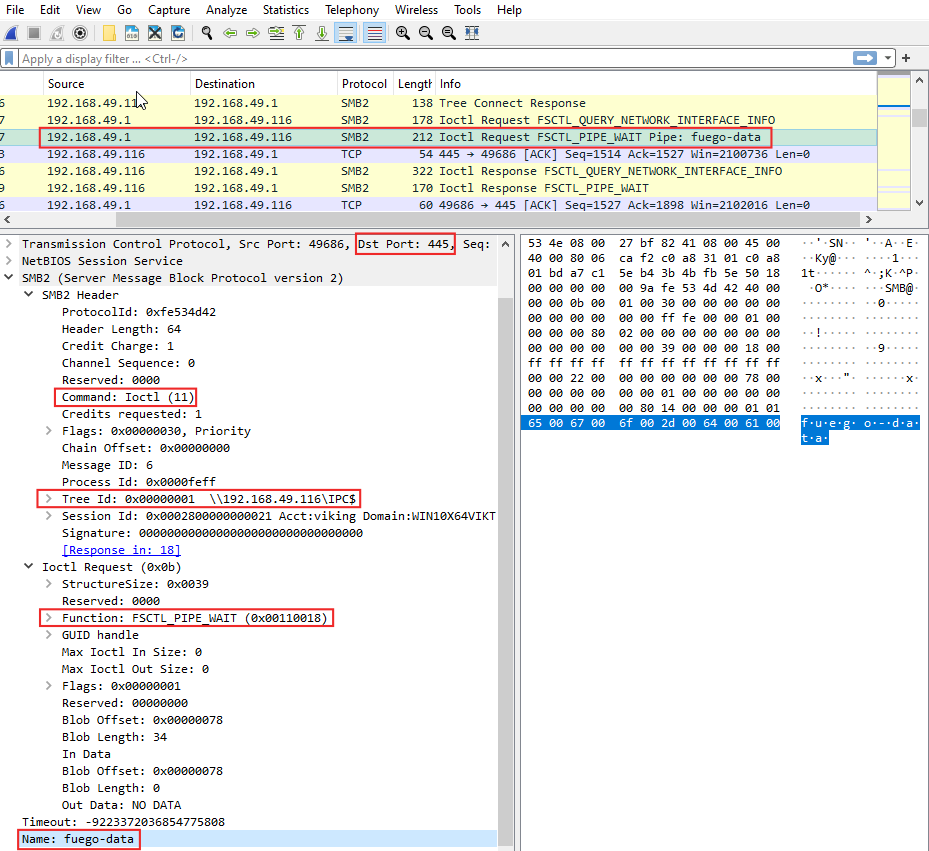 File Edit View Go Capture Analyze Statistics Telephony Wireless Tools Help
Apply a display filter ... <Ctrl-/>
Source Destination Protocol Length Info
6 192.168.49.116 192.168.49.1 SMB2 138 Tree Connect Response
7 192.168.49.1 192.168.49.116 SMB2 178 Ioctl Request FSCTL_QUERY_NETWORK_INTERFACE_INFO
7 192.168.49.1 192.168.49.116 SMB2 212 Ioctl Request FSCTL_PIPE_WAIT Pipe: fuego-data
3 192.168.49.116 192.168.49.1 TCP 54 445 → 49686 [ACK] Seq=1514 Ack=1527 Win=2100736 Len=0
6 192.168.49.116 192.168.49.1 SMB2 322 Ioctl Response FSCTL_QUERY_NETWORK_INTERFACE_INFO
9 192.168.49.116 192.168.49.1 SMB2 170 Ioctl Response FSCTL_PIPE_WAIT
6 192.168.49.1 192.168.49.116 TCP 60 49686 → 445 [ACK] Seq=1527 Ack=1898 Win=2102016 Len=0
Transmission Control Protocol, Src Port: 49686, Dst Port: 445, Seq:
NetBIOS Session Service
SMB2 (Server Message Block Protocol version 2)
SMB2 Header
ProtocolId: 0xfe534d42
Header Length: 64
Credit Charge: 1
Channel Sequence: 0
Reserved: 0000
Command: Ioctl (11)
Credits requested: 1
Flags: 0x00000030, Priority
Chain Offset: 0x00000000
Message ID: 6
Process Id: 0x0000feff
Tree Id: 0x00000001 \\192.168.49.116\IPC$
Session Id: 0x0002800000000021 Acct:viking Domain:WIN10X64VIKT
Signature: 00000000000000000000000000000000
[Response in: 18]
Ioctl Request (0x0b)
StructureSize: 0x0039
Reserved: 0000
Function: FSCTL_PIPE_WAIT (0x00110018)
GUID handle
Max Ioctl In Size: 0
Max Ioctl Out Size: 0
Flags: 0x00000001
Reserved: 00000000
Blob Offset: 0x00000078
Blob Length: 34
In Data
Blob Offset: 0x00000078
Blob Length: 0
Out Data: NO DATA
Timeout: -9223372036854775808
Name: fuego-data
53 4e 08 00 27 bf 82 41 08 00 45 00 ··'SN ·'·A··E·
40 00 80 06 ca f2 c0 a8 31 01 c0 a8 ··Ky@··· ····1···
01 bd a7 c1 5e b4 3b 4b fb 5e 50 18 1t······ ^·;K·^P·
00 00 00 00 9a fe 53 4d 42 40 00 ·O*····· ··SMB@·
00 00 0b 00 01 00 30 00 00 00 00 00 ········ ··0·····
00 00 00 00 00 00 ff fe 00 00 01 00
00 00 00 80 02 00 00 00 00 00 00 00 ··!·····
00 00 00 00 00 00 39 00 00 00 18 00 ········ ··9·····
ff ff ff ff ff ff ff ff ff ff ff ff
00 00 22 00 00 00 00 00 00 00 78 00 ··x···"· ······x·
00 00 00 00 00 00 01 00 00 00 00 00
00 00 00 00 00 80 14 00 00 00 01 01
65 00 67 00 6f 00 2d 00 64 00 61 00 f·u·e·g· o·-·d·a·
t·a·